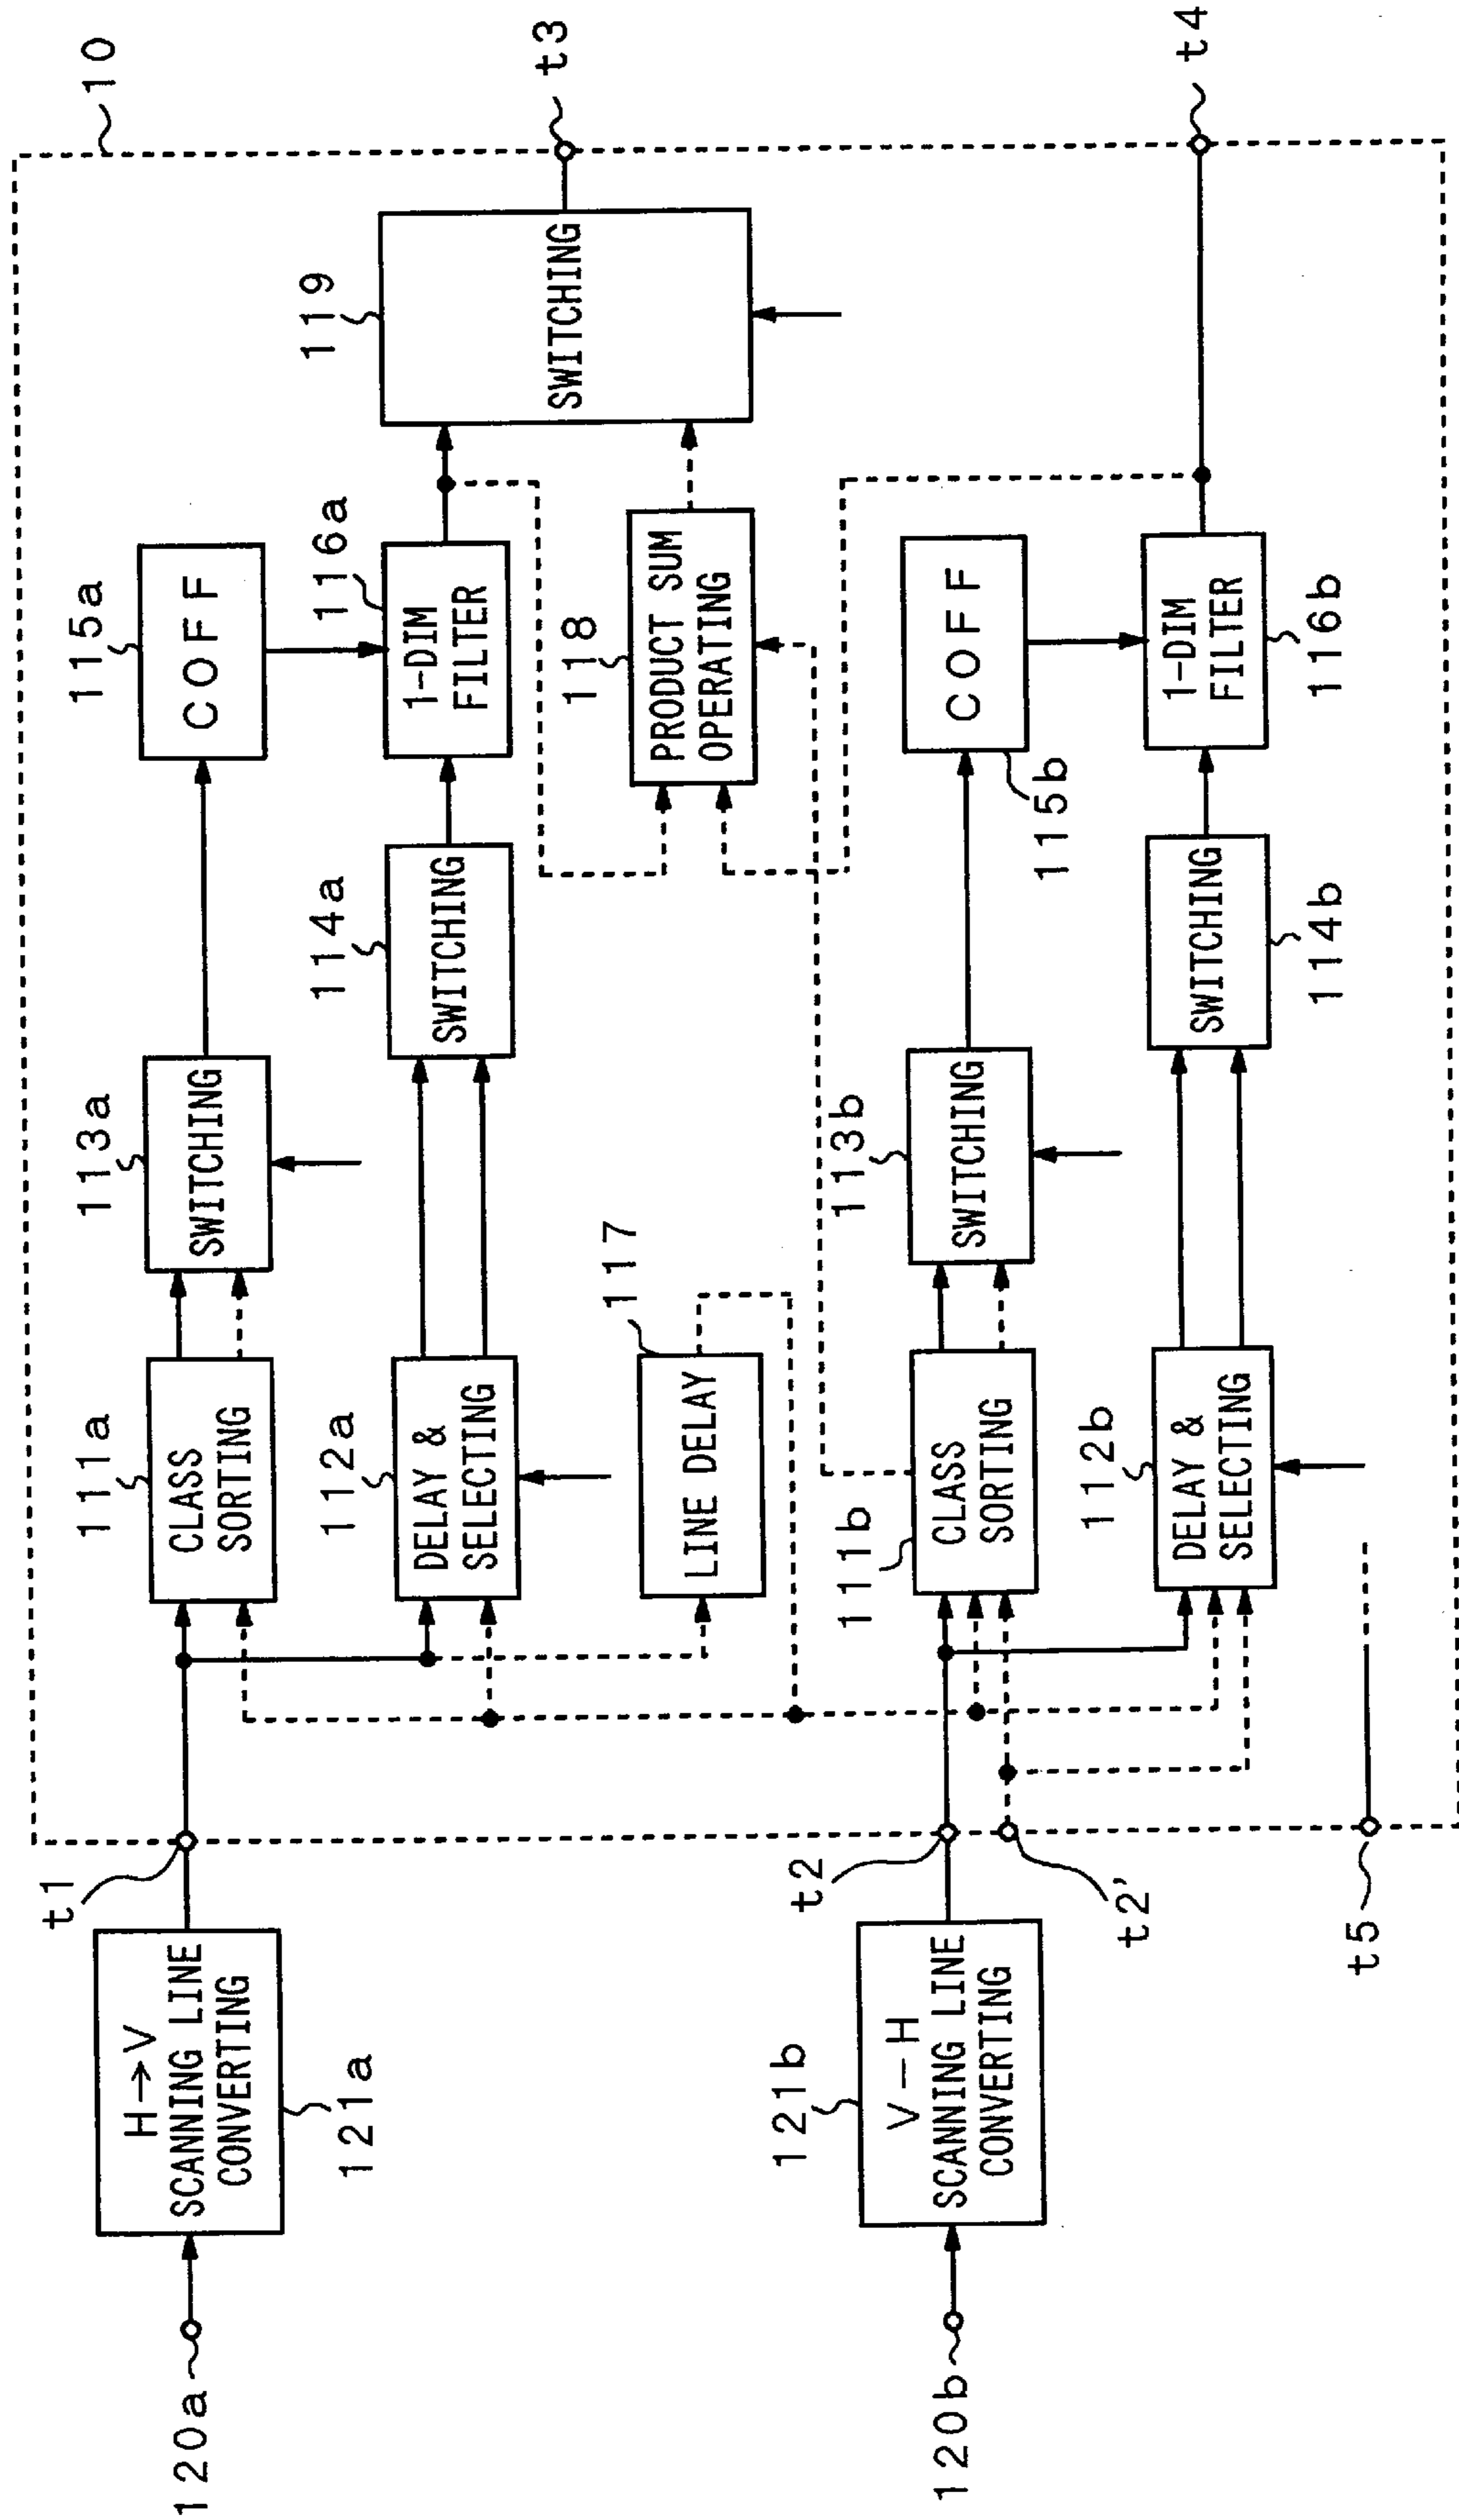 10
120a
H→V
SCANNING LINE
CONVERTING
121a
t1
111a
CLASS
SORTING
113a
SWITCHING
115a
COFF
112a
DELAY &
SELECTING
114a
SWITCHING
116a
1-DIM
FILTER
119
SWITCHING
t3
117
LINE DELAY
118
PRODUCT SUM
OPERATING
120b
121b
V--H
SCANNING LINE
CONVERTING
t2
t2'
111b
CLASS
SORTING
113b
SWITCHING
115b
COFF
112b
DELAY &
SELECTING
114b
SWITCHING
116b
1-DIM
FILTER
t4
t5